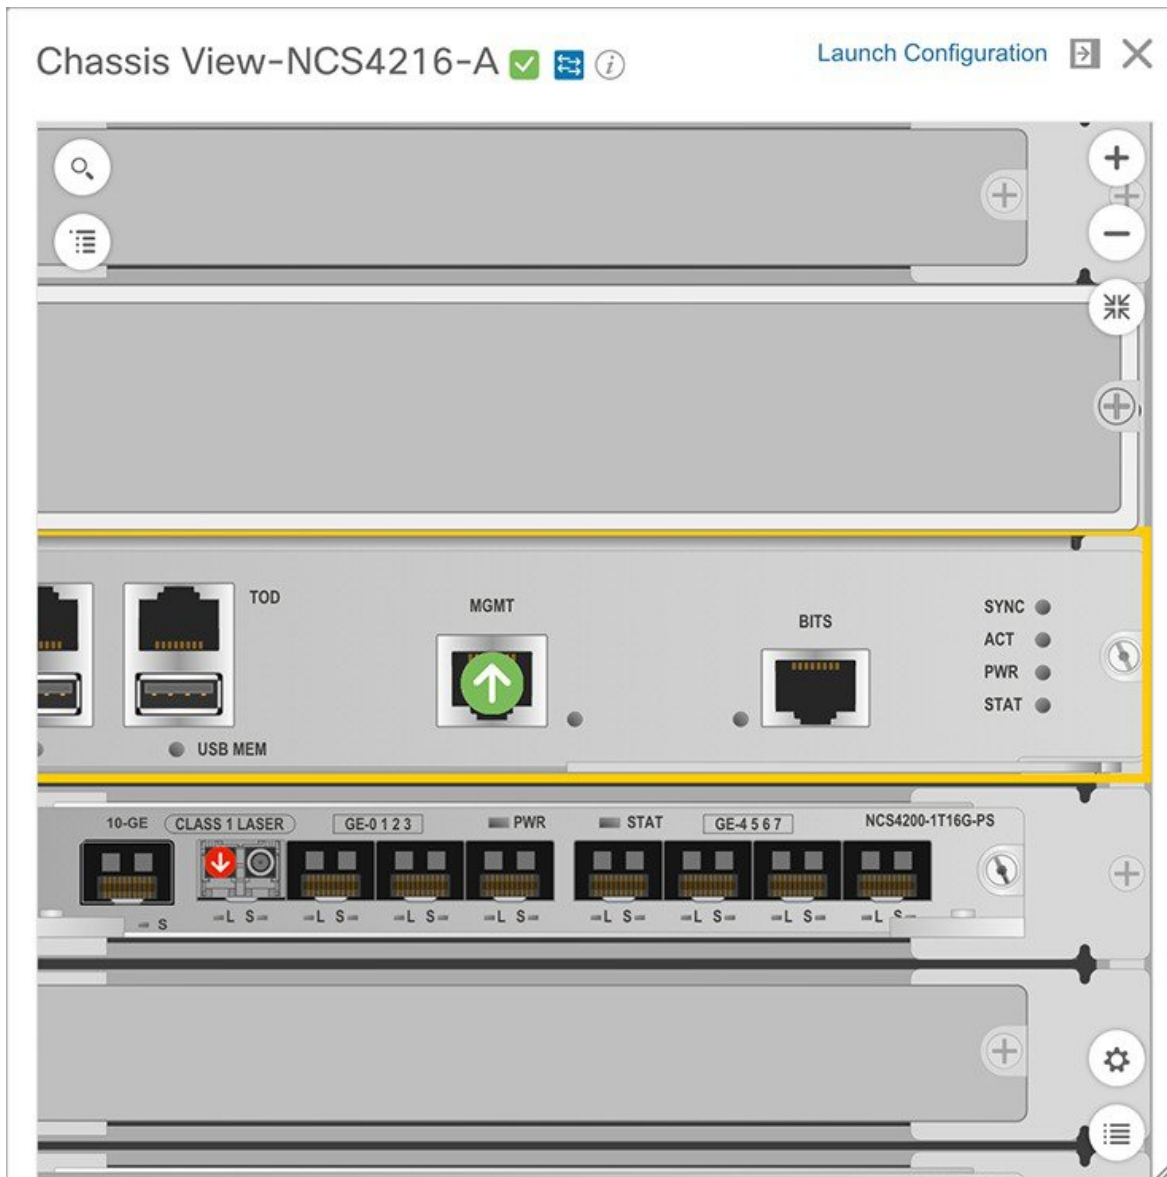 Chassis View-NCS4216-A
Launch Configuration
TOD
MGMT
BITS
SYNC
ACT
PWR
STAT
USB MEM
10-GE CLASS 1 LASER GE-0 1 2 3 PWR STAT GE-4 5 6 7 NCS4200-1T16G-PS
S L S L S L S L S L S L S L S